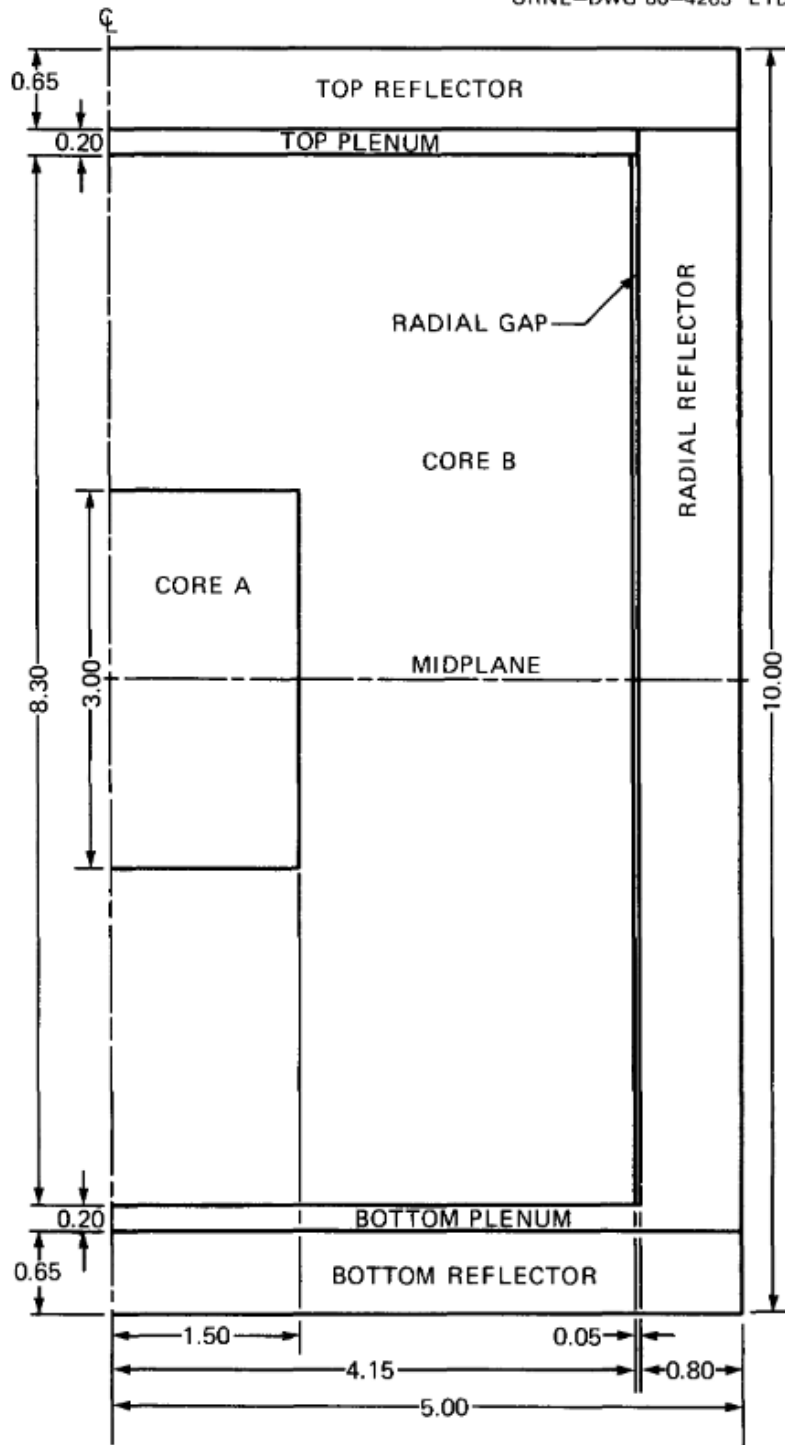 ℄
0.65
TOP REFLECTOR
0.20
TOP PLENUM
RADIAL GAP
RADIAL REFLECTOR
CORE B
CORE A
MIDPLANE
8.30
3.00
10.00
0.20
BOTTOM PLENUM
0.65
BOTTOM REFLECTOR
1.50
0.05
4.15
0.80
5.00